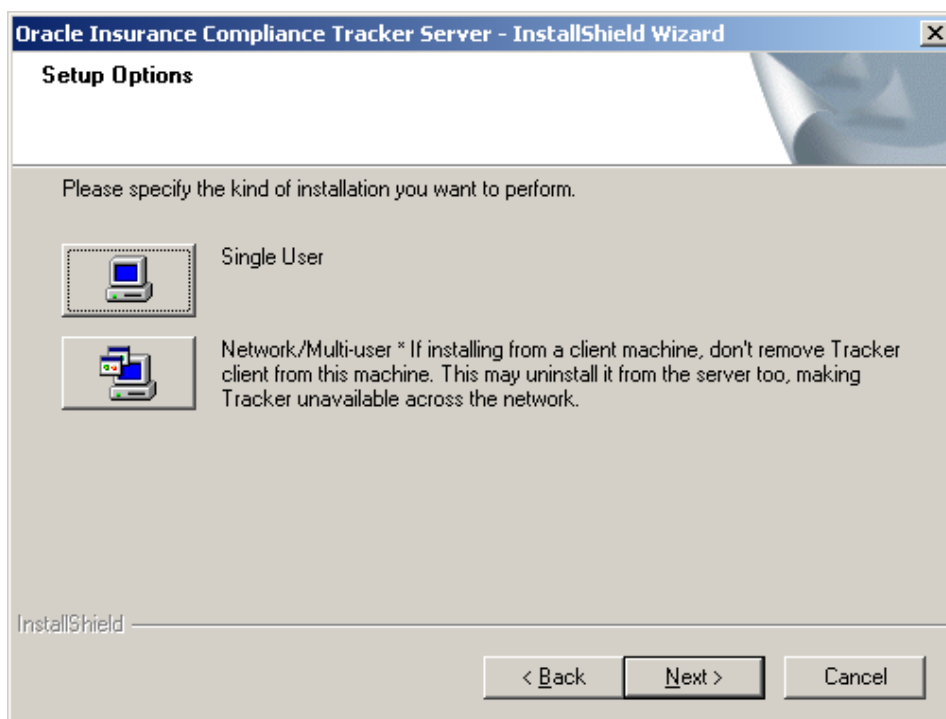 Oracle Insurance Compliance Tracker Server - InstallShield Wizard
Setup Options
Please specify the kind of installation you want to perform.
Single User
Network/Multi-user * If installing from a client machine, don't remove Tracker
client from this machine. This may uninstall it from the server too, making
Tracker unavailable across the network.
InstallShield
< Back
Next >
Cancel